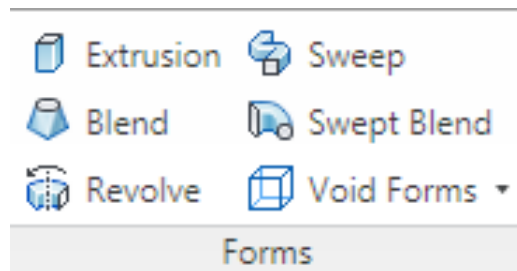 Extrusion Sweep
Blend Swept Blend
Revolve Void Forms
Forms